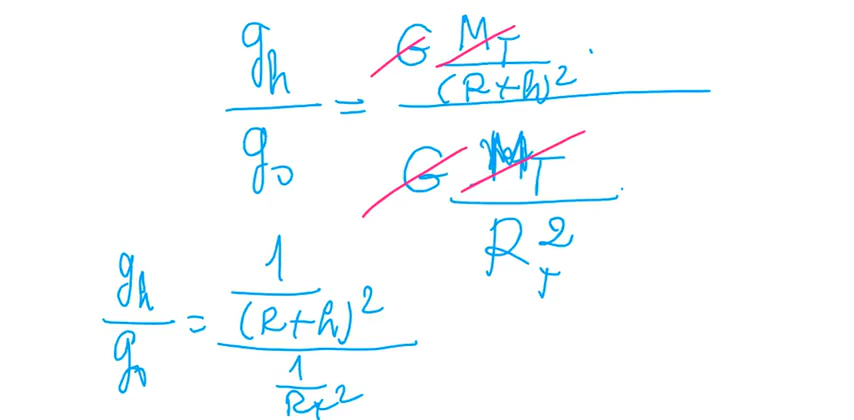 g_h / g_0 = (G M_T / (R+h)^2) / (G M_T / R_T^2)
g_h / g_0 = (1 / (R+h)^2) / (1 / R_T^2)